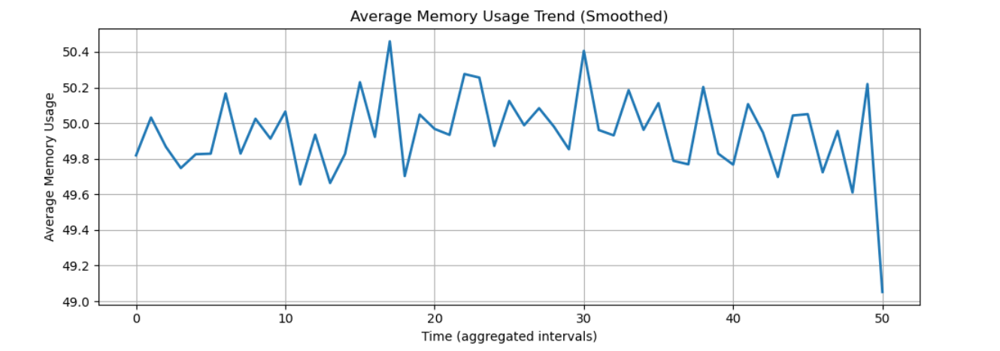 Average Memory Usage Trend (Smoothed)
Average Memory Usage
50.4
50.2
50.0
49.8
49.6
49.4
49.2
49.0
0 10 20 30 40 50
Time (aggregated intervals)